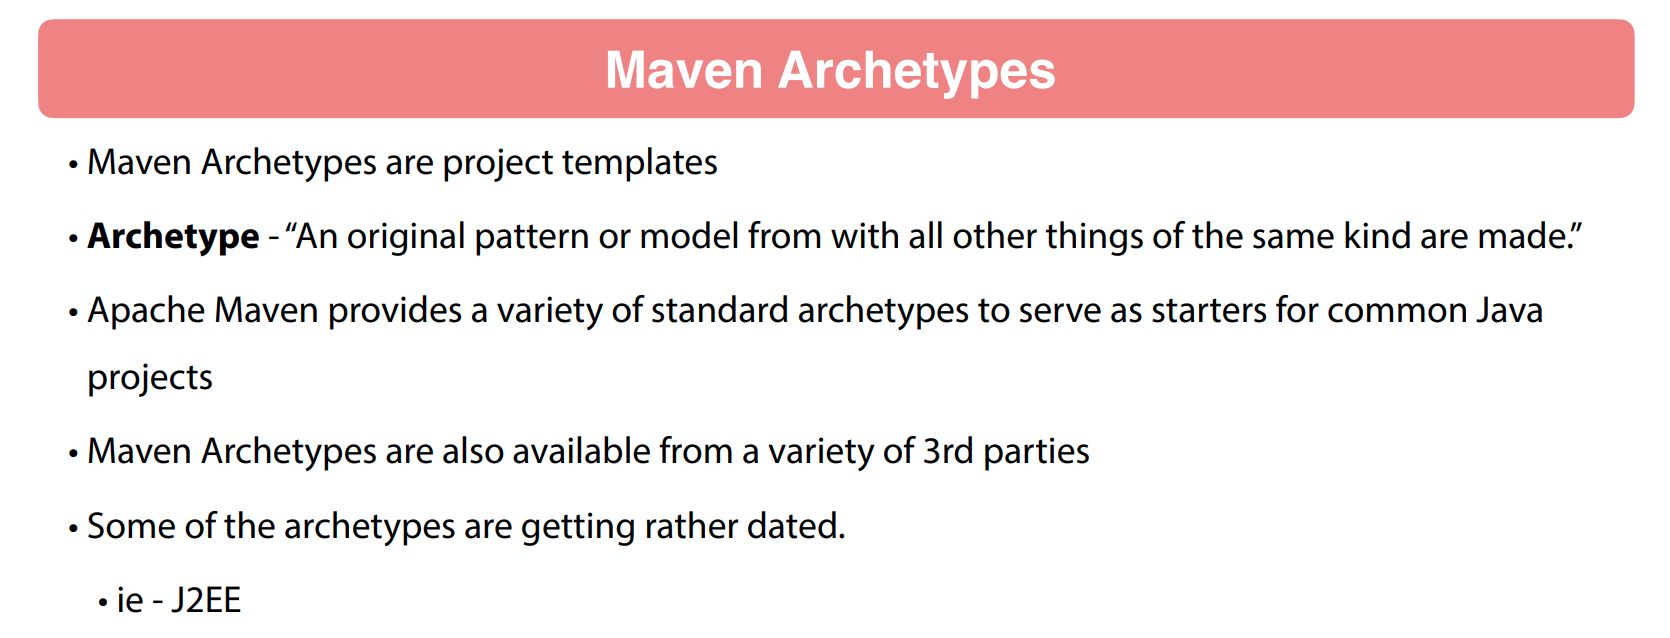 Maven Archetypes
• Maven Archetypes are project templates
• Archetype - “An original pattern or model from with all other things of the same kind are made.”
• Apache Maven provides a variety of standard archetypes to serve as starters for common Java
projects
• Maven Archetypes are also available from a variety of 3rd parties
• Some of the archetypes are getting rather dated.
• ie - J2EE